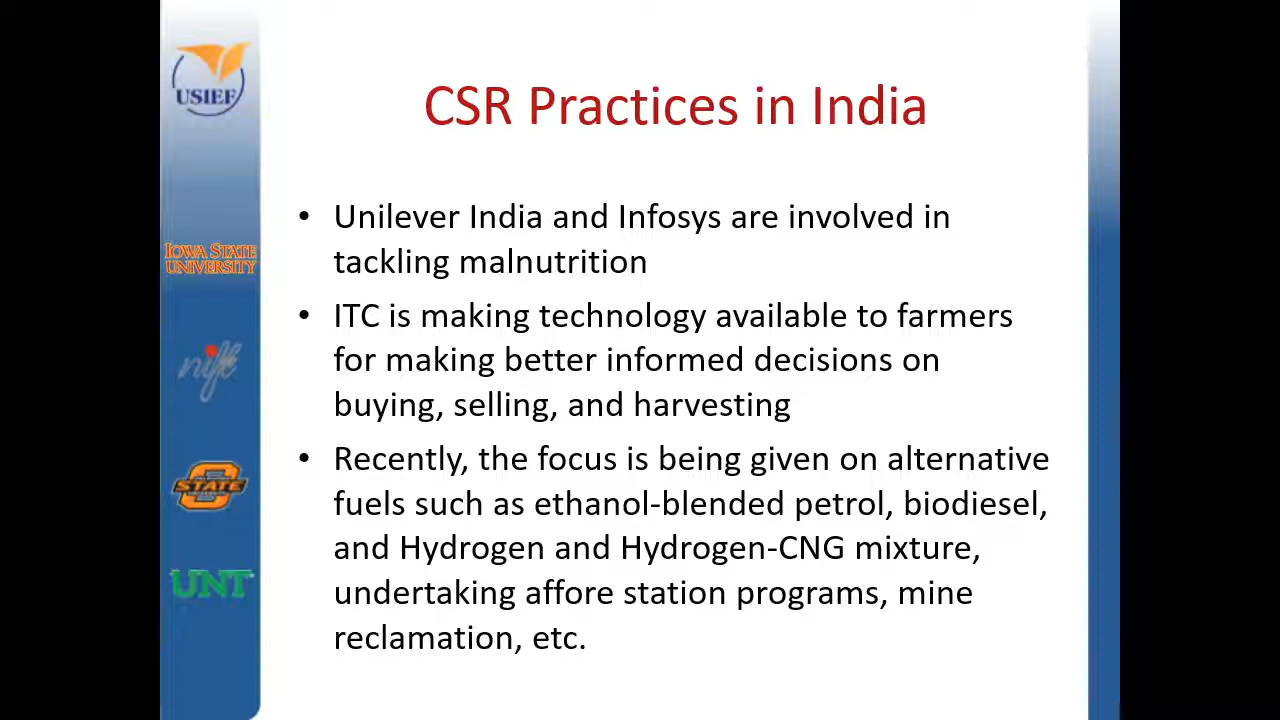 USIEF
CSR Practices in India
• Unilever India and Infosys are involved in
tackling malnutrition
IOWA STATE
UNIVERSITY
• ITC is making technology available to farmers
for making better informed decisions on
buying, selling, and harvesting
nift
• Recently, the focus is being given on alternative
fuels such as ethanol-blended petrol, biodiesel,
and Hydrogen and Hydrogen-CNG mixture,
undertaking affore station programs, mine
reclamation, etc.
STATE
UNT